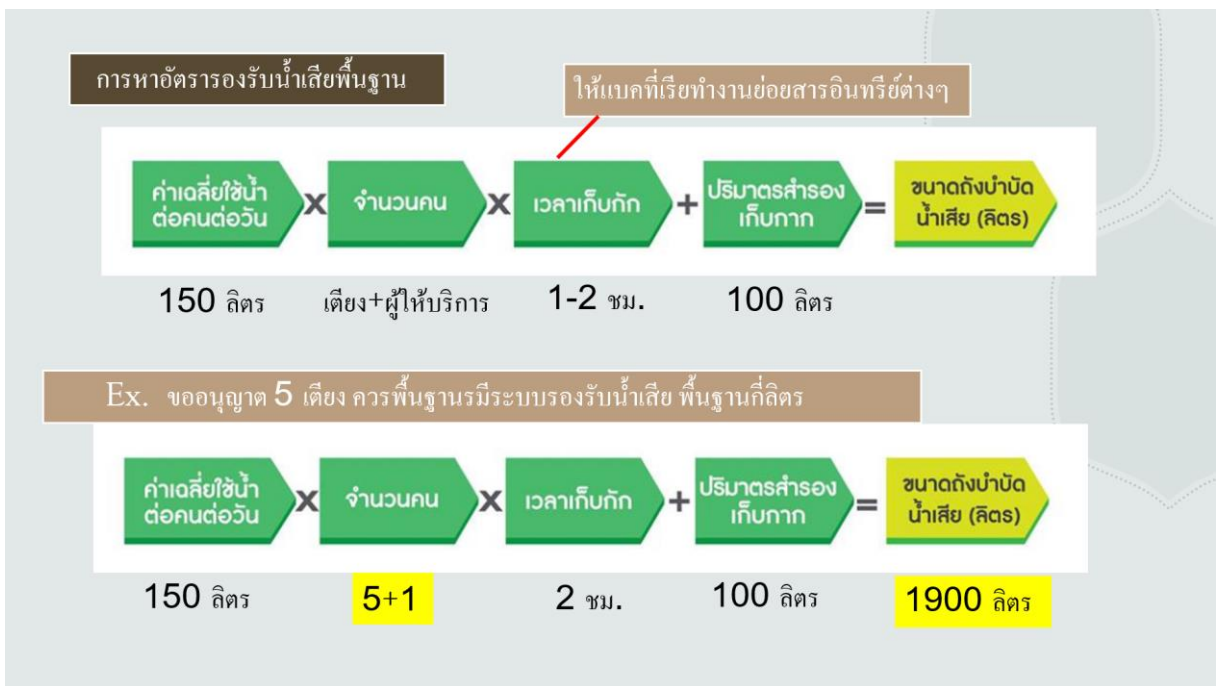 การหาอัตรารองรับน้ำเสียพื้นฐาน
ให้แบคที่เรียทำงานย่อยสารอินทรีย์ต่างๆ
ค่าเฉลี่ยใช้น้ำ
ต่อคนต่อวัน
X
จำนวนคน
X
เวลาเก็บกัก
+
ปริมาตรสำรอง
เก็บกาก
=
ขนาดถังบำบัด
น้ำเสีย (ลิตร)
150 ลิตร
เตียง+ผู้ให้บริการ
1-2 ชม.
100 ลิตร
Ex. ขออนุญาต 5 เตียง ควรพื้นฐานรมีระบบรองรับน้ำเสีย พื้นฐานกี่ลิตร
ค่าเฉลี่ยใช้น้ำ
ต่อคนต่อวัน
X
จำนวนคน
X
เวลาเก็บกัก
+
ปริมาตรสำรอง
เก็บกาก
=
ขนาดถังบำบัด
น้ำเสีย (ลิตร)
150 ลิตร
5+1
2 ชม.
100 ลิตร
1900 ลิตร